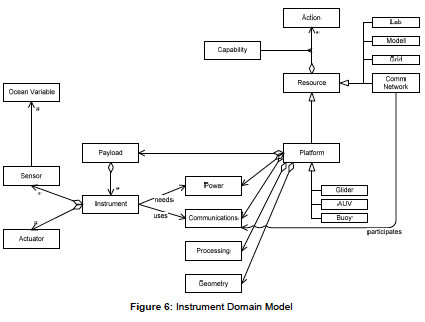 Action
Lab
Capability
Model
Grid
Resource
Comm
Network
Ocean Variable
*
*
Payload
Platform
Sensor
*
*
Instrument
needs
uses
Power
Communications
Glider
AUV
Buoy
*
Actuator
participates
Processing
Geometry
Figure 6: Instrument Domain Model